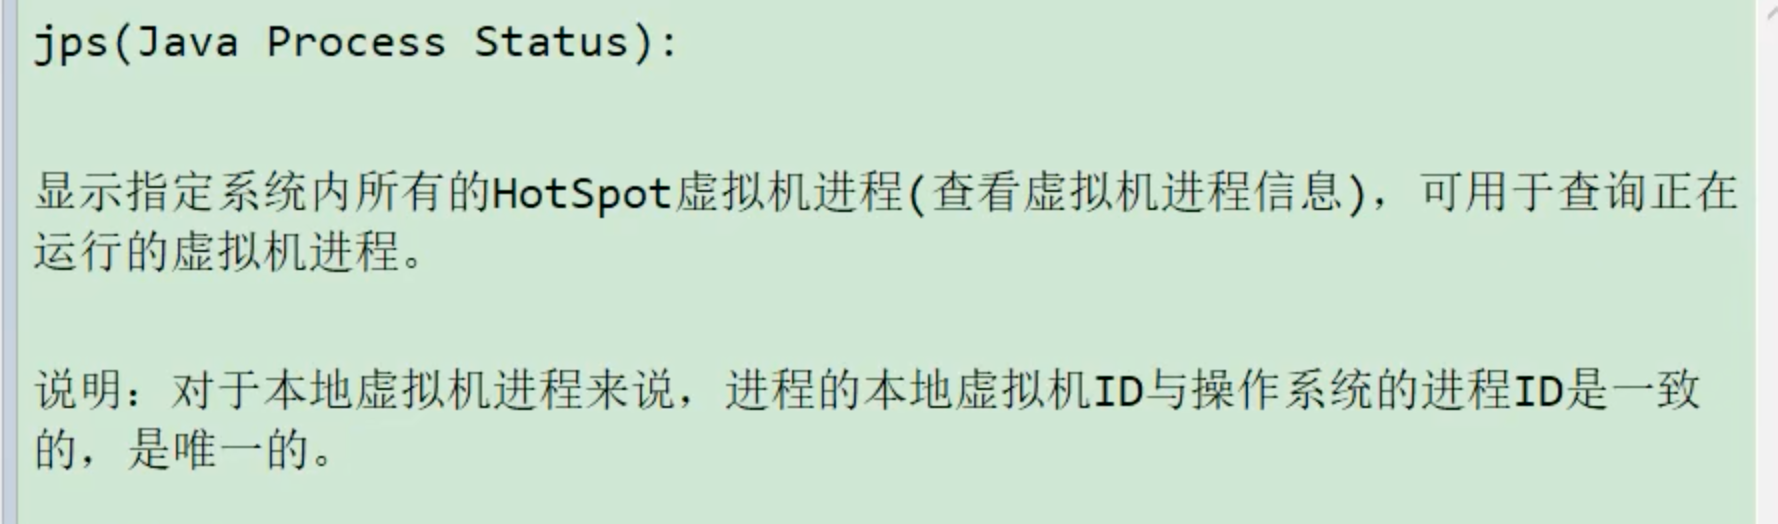 jps(Java Process Status):
显示指定系统内所有的HotSpot虚拟机进程(查看虚拟机进程信息)，可用于查询正在
运行的虚拟机进程。
说明：对于本地虚拟机进程来说，进程的本地虚拟机ID与操作系统的进程ID是一致
的，是唯一的。